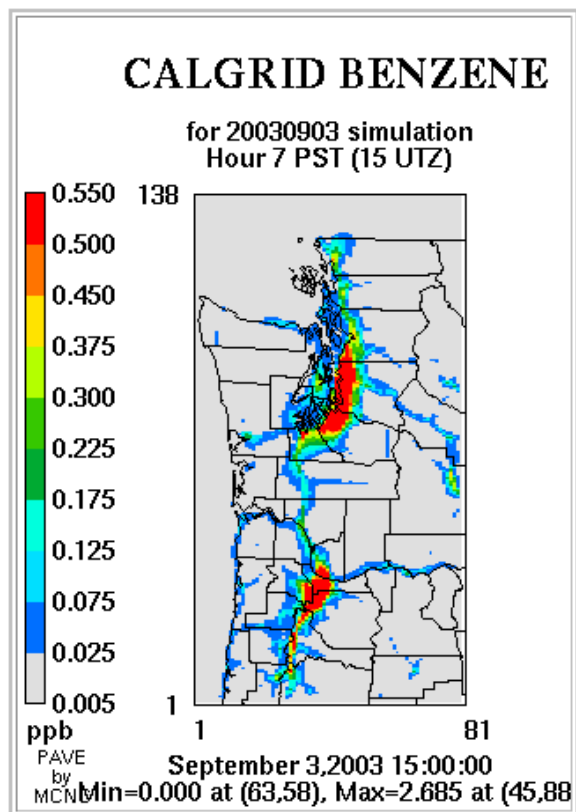 CALGRID BENZENE
for 20030903 simulation
Hour 7 PST (15 UTZ)
0.550
0.500
0.450
0.375
0.300
0.225
0.175
0.125
0.075
0.025
0.005
ppb
PAVE
by
MCNC
138
1
1
81
September 3,2003 15:00:00
Min=0.000 at (63,58), Max=2.685 at (45,88